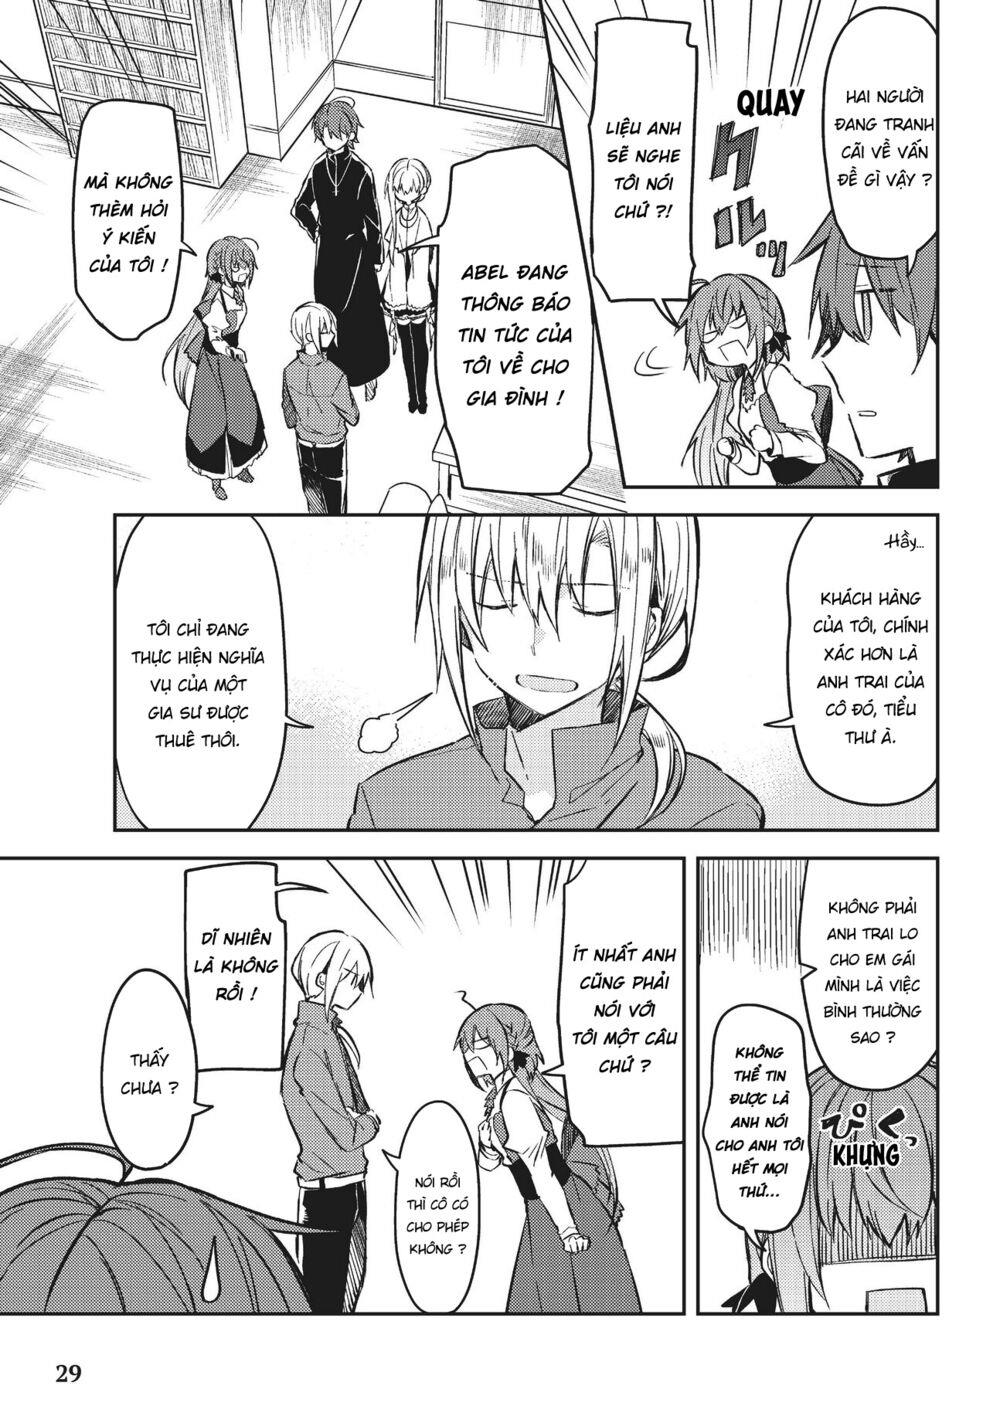 HAI NGƯỜI
ĐANG TRANH
CÃI VỀ VẤN
ĐỀ GÌ VẬY ?
QUAY
クルッ
LIỆU ANH
SẼ NGHE
TÔI NÓI
CHỨ ?!
ABEL ĐANG
THÔNG BÁO
TIN TỨC CỦA
TÔI VỀ CHO
GIA ĐÌNH !
MÀ KHÔNG
THÈM HỎI
Ý KIẾN
CỦA TÔI !
Hầy...
KHÁCH HÀNG
CỦA TÔI, CHÍNH
XÁC HƠN LÀ
ANH TRAI CỦA
CÔ ĐÓ, TIỂU
THƯ À.
TÔI CHỈ ĐANG
THỰC HIỆN NGHĨA
VỤ CỦA MỘT
GIA SƯ ĐƯỢC
THUÊ THÔI.
KHÔNG PHẢI
ANH TRAI LO
CHO EM GÁI
MÌNH LÀ VIỆC
BÌNH THƯỜNG
SAO ?
ぴくっ
KHỰNG
KHÔNG
THỂ TIN
ĐƯỢC LÀ
ANH NÓI
CHO ANH TÔI
HẾT MỌI
THỨ...
ÍT NHẤT ANH
CŨNG PHẢI
NÓI VỚI
TÔI MỘT CÂU
CHỨ ?
NÓI RỒI
THÌ CÔ CÓ
CHO PHÉP
KHÔNG ?
DĨ NHIÊN
LÀ KHÔNG
RỒI !
THẤY
CHƯA ?
29